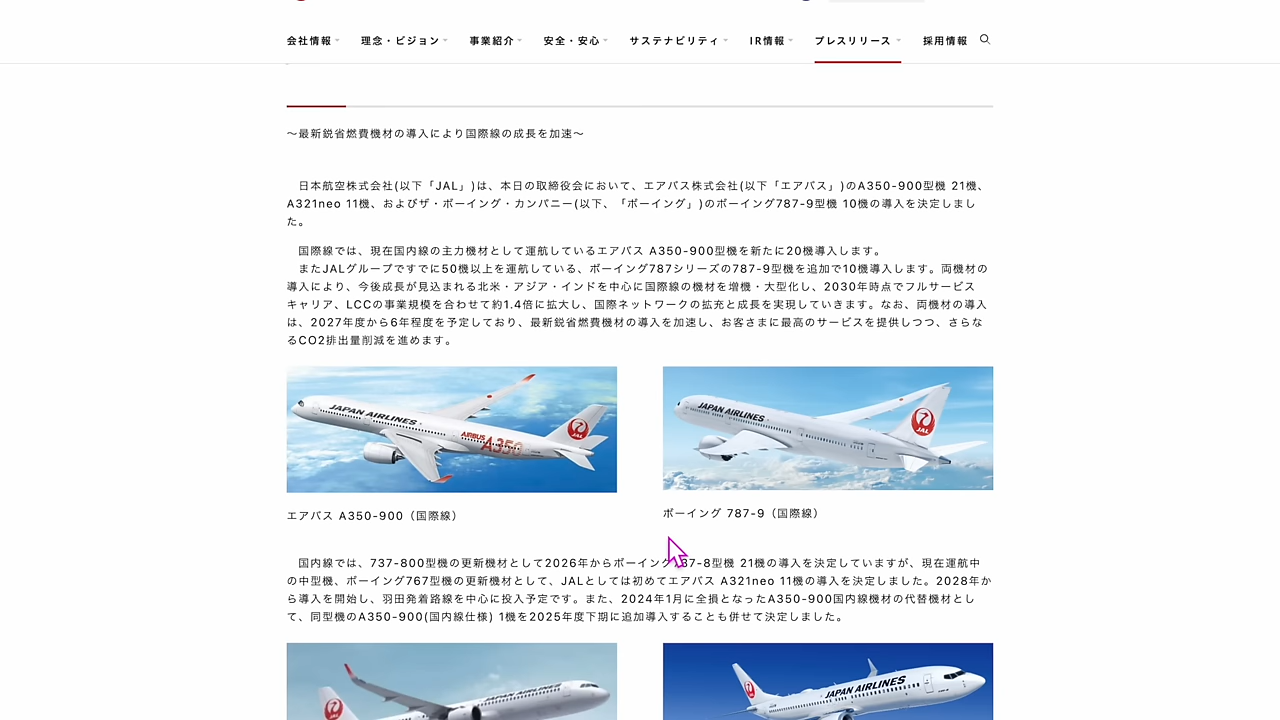 会社情報 理念・ビジョン 事業紹介 安全・安心 サステナビリティ IR情報 プレスリリース 採用情報
～最新鋭省燃費機材の導入により国際線の成長を加速～
日本航空株式会社(以下「JAL」)は、本日の取締役会において、エアバス株式会社(以下「エアバス」)のA350-900型機 21機、
A321neo 11機、およびザ・ボーイング・カンパニー(以下、「ボーイング」)のボーイング787-9型機 10機の導入を決定しまし
た。
国際線では、現在国内線の主力機材として運航しているエアバス A350-900型機を新たに20機導入します。
またJALグループですでに50機以上を運航している、ボーイング787シリーズの787-9型機を追加で10機導入します。両機材の
導入により、今後成長が見込まれる北米・アジア・インドを中心に国際線の機材を増機・大型化し、2030年時点でフルサービス
キャリア、LCCの事業規模を合わせて約1.4倍に拡大し、国際ネットワークの拡充と成長を実現していきます。なお、両機材の導入
は、2027年度から6年程度を予定しており、最新鋭省燃費機材の導入を加速し、お客さまに最高のサービスを提供しつつ、さらな
るCO2排出量削減を進めます。
JAPAN AIRLINES
AIRBUS A350
JAL
JAPAN AIRLINES
JAL
エアバス A350-900（国際線）
ボーイング 787-9（国際線）
国内線では、737-800型機の更新機材として2026年からボーイング737-8型機 21機の導入を決定していますが、現在運航中
の中型機、ボーイング767型機の更新機材として、JALとしては初めてエアバス A321neo 11機の導入を決定しました。2028年か
ら導入を開始し、羽田発着路線を中心に投入予定です。また、2024年1月に全損となったA350-900国内線機材の代替機材とし
て、同型機のA350-900(国内線仕様) 1機を2025年度下期に追加導入することも併せて決定しました。
JAL
JAPAN AIRLINES
JAL
JAPAN AIRLINES